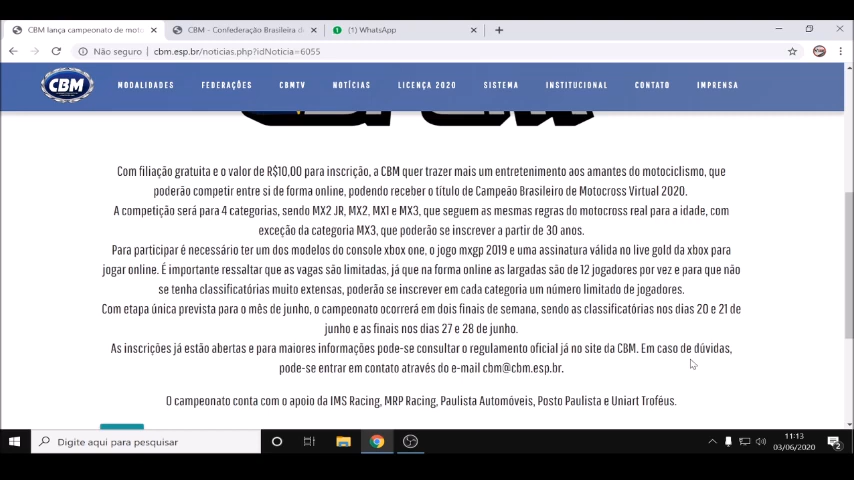 CBM lança campeonato de moto
CBM - Confederação Brasileira d
(1) WhatsApp
Não seguro
cbm.esp.br/noticias.php?idNoticia=6055
CBM
MODALIDADES
FEDERAÇÕES
CBMTV
NOTÍCIAS
LICENÇA 2020
SISTEMA
INSTITUCIONAL
CONTATO
IMPRENSA
Com filiação gratuita e o valor de R$10,00 para inscrição, a CBM quer trazer mais um entretenimento aos amantes do motociclismo, que
poderão competir entre si de forma online, podendo receber o título de Campeão Brasileiro de Motocross Virtual 2020.
A competição será para 4 categorias, sendo MX2 JR, MX2, MX1 e MX3, que seguem as mesmas regras do motocross real para a idade, com
exceção da categoria MX3, que poderão se inscrever a partir de 30 anos.
Para participar é necessário ter um dos modelos do console xbox one, o jogo mxgp 2019 e uma assinatura válida no live gold da xbox para
jogar online. É importante ressaltar que as vagas são limitadas, já que na forma online as largadas são de 12 jogadores por vez e para que não
se tenha classificatórias muito extensas, poderão se inscrever em cada categoria um número limitado de jogadores.
Com etapa única prevista para o mês de junho, o campeonato ocorrerá em dois finais de semana, sendo as classificatórias nos dias 20 e 21 de
junho e as finais nos dias 27 e 28 de junho.
As inscrições já estão abertas e para maiores informações pode-se consultar o regulamento oficial já no site da CBM. Em caso de dúvidas,
pode-se entrar em contato através do e-mail cbm@cbm.esp.br.
O campeonato conta com o apoio da IMS Racing, MRP Racing, Paulista Automóveis, Posto Paulista e Uniart Troféus.
Digite aqui para pesquisar
11:13
03/06/2020
2